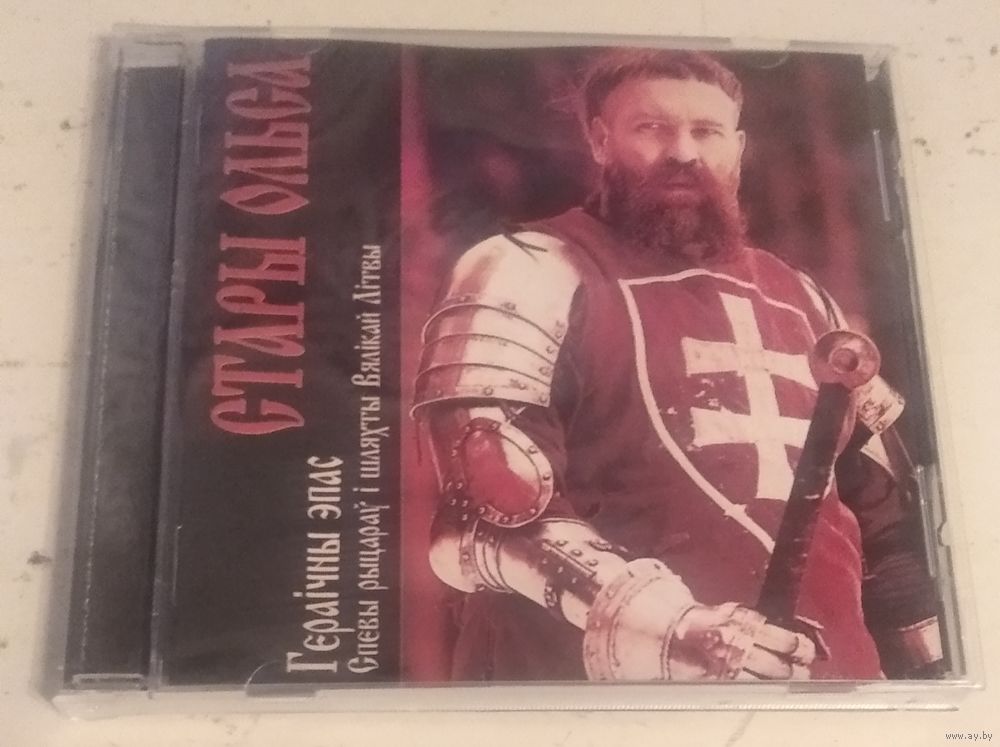 СТАРЫ ОЛЬСА
Гераічны эпас
Спевы рыцараў і шляхты Вялікай Літвы
www.ay.by